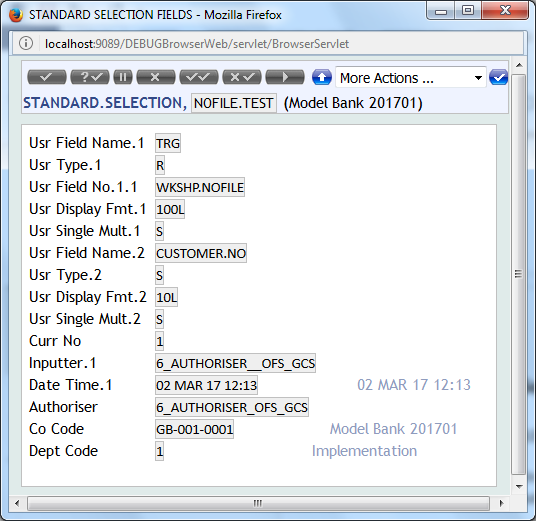 STANDARD SELECTION FIELDS - Mozilla Firefox
localhost:9089/DEBUGBrowserWeb/servlet/BrowserServlet
More Actions ...
STANDARD.SELECTION, NOFILE.TEST (Model Bank 201701)
Usr Field Name.1 TRG
Usr Type.1 R
Usr Field No.1.1 WKSHP.NOFILE
Usr Display Fmt.1 100L
Usr Single Mult.1 S
Usr Field Name.2 CUSTOMER.NO
Usr Type.2 S
Usr Display Fmt.2 10L
Usr Single Mult.2 S
Curr No 1
Inputter.1 6_AUTHORISER__OFS_GCS
Date Time.1 02 MAR 17 12:13 02 MAR 17 12:13
Authoriser 6_AUTHORISER_OFS_GCS
Co Code GB-001-0001 Model Bank 201701
Dept Code 1 Implementation